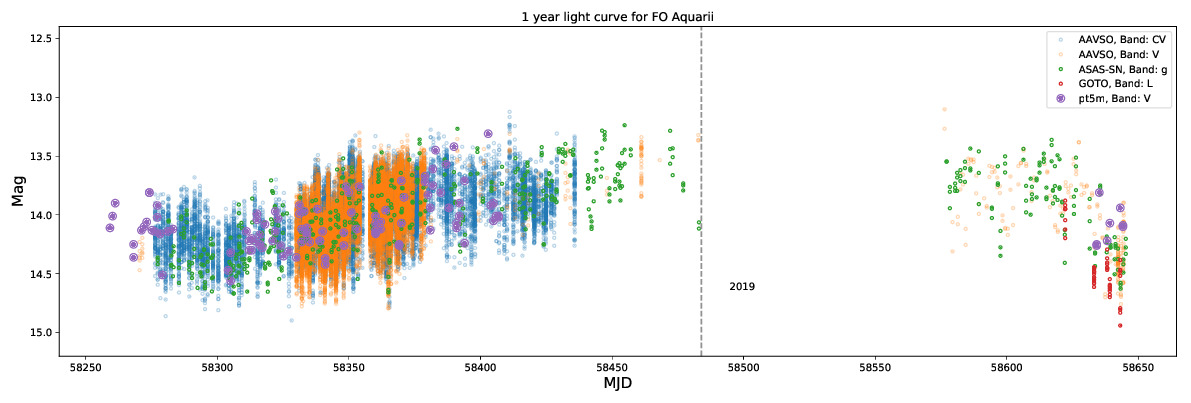 1 year light curve for FO Aquarii
12.5
13.0
13.5
14.0
14.5
15.0
Mag
AAVSO, Band: CV
AAVSO, Band: V
ASAS-SN, Band: g
GOTO, Band: L
pt5m, Band: V
2019
58250
58300
58350
58400
58450
58500
58550
58600
58650
MJD